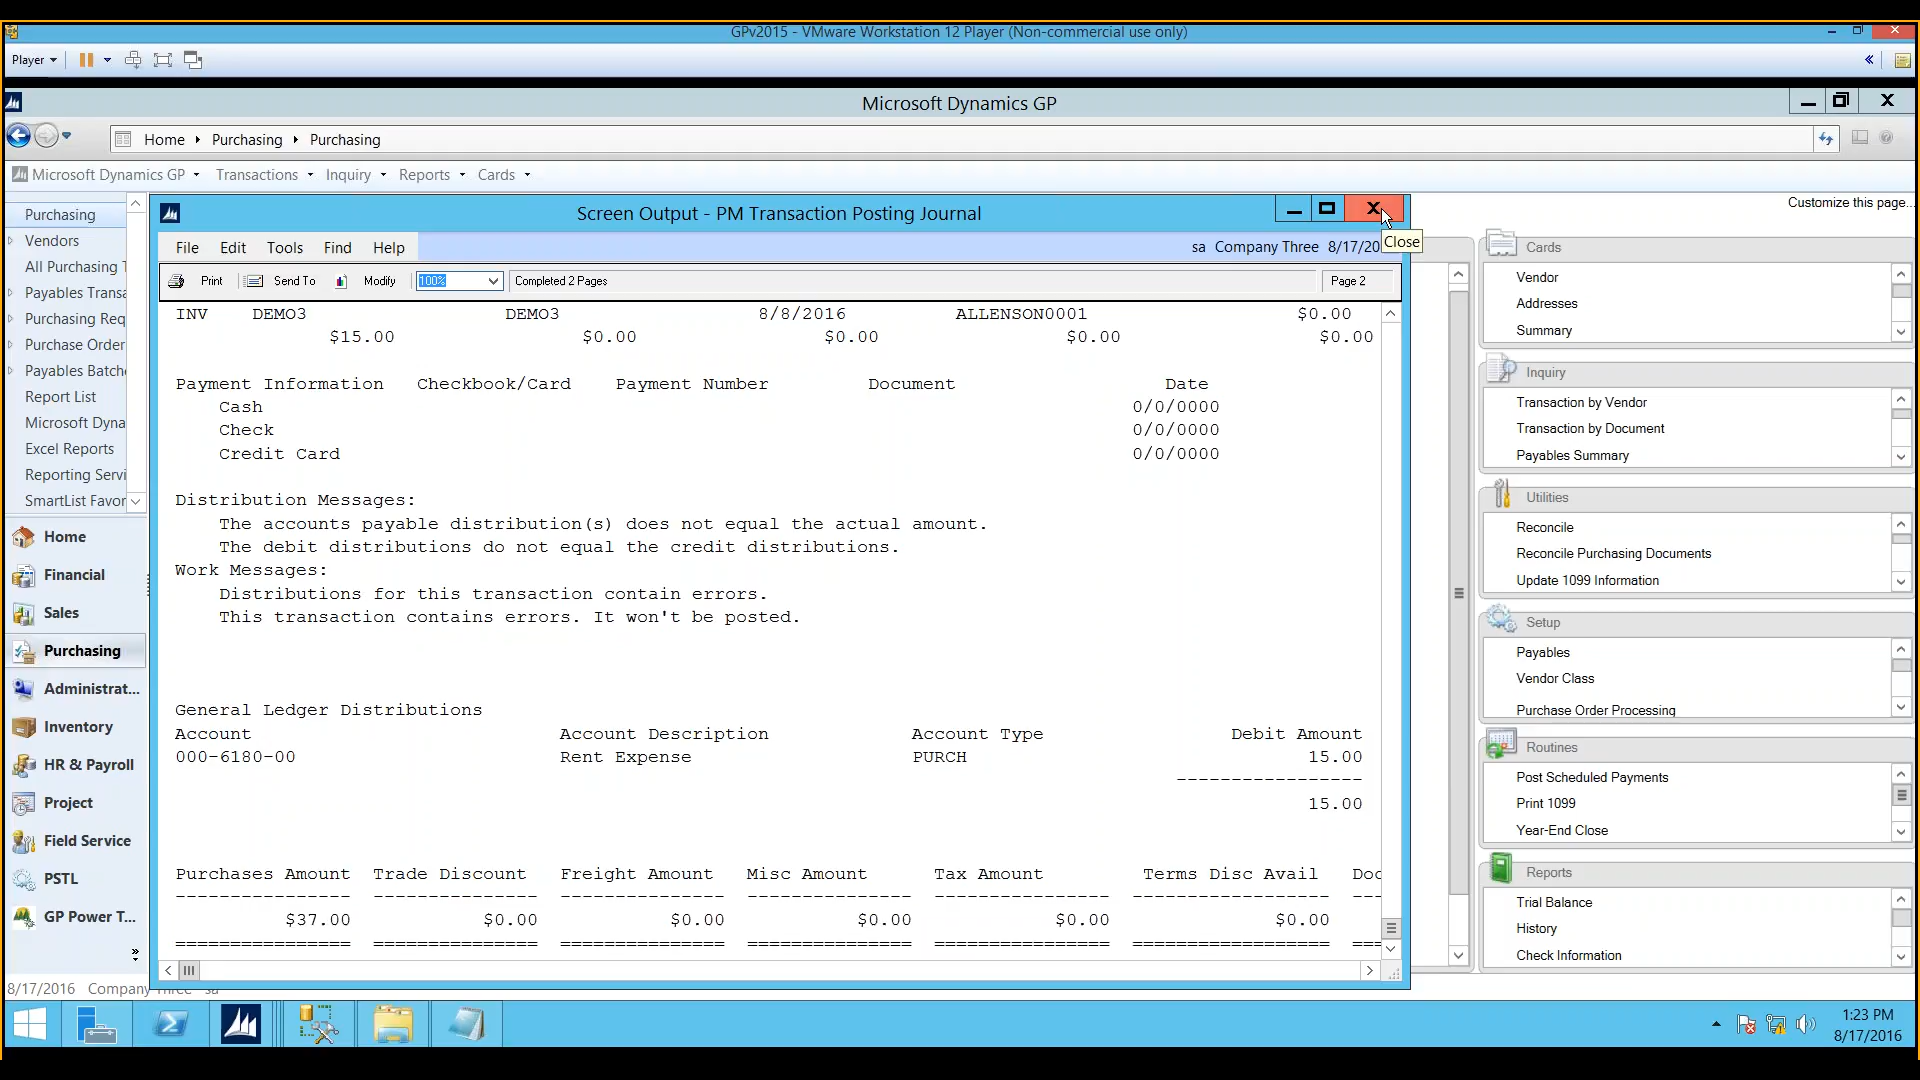 GPv2015 - VMware Workstation 12 Player (Non-commercial use only)
Player
Microsoft Dynamics GP
Home Purchasing Purchasing
Microsoft Dynamics GP Transactions Inquiry Reports Cards
Customize this page...
Purchasing
Vendors
All Purchasing T
Payables Transa
Purchasing Req
Purchase Order
Payables Batche
Report List
Microsoft Dyna
Excel Reports
Reporting Servi
SmartList Favor
Home
Financial
Sales
Purchasing
Administrat...
Inventory
HR & Payroll
Project
Field Service
PSTL
GP Power T...
Screen Output - PM Transaction Posting Journal
File Edit Tools Find Help
sa Company Three 8/17/20
Close
Print Send To Modify 100% Completed 2 Pages Page 2
INV DEMO3 DEMO3 8/8/2016 ALLENSON0001 $0.00
$15.00 $0.00 $0.00 $0.00 $0.00
Payment Information Checkbook/Card Payment Number Document Date
Cash 0/0/0000
Check 0/0/0000
Credit Card 0/0/0000
Distribution Messages:
The accounts payable distribution(s) does not equal the actual amount.
The debit distributions do not equal the credit distributions.
Work Messages:
Distributions for this transaction contain errors.
This transaction contains errors. It won't be posted.
General Ledger Distributions
Account Account Description Account Type Debit Amount
000-6180-00 Rent Expense PURCH 15.00
15.00
Purchases Amount Trade Discount Freight Amount Misc Amount Tax Amount Terms Disc Avail Doc
$37.00 $0.00 $0.00 $0.00 $0.00 $0.00
Cards
Vendor
Addresses
Summary
Inquiry
Transaction by Vendor
Transaction by Document
Payables Summary
Utilities
Reconcile
Reconcile Purchasing Documents
Update 1099 Information
Setup
Payables
Vendor Class
Purchase Order Processing
Routines
Post Scheduled Payments
Print 1099
Year-End Close
Reports
Trial Balance
History
Check Information
8/17/2016 Company Three sa
1:23 PM
8/17/2016